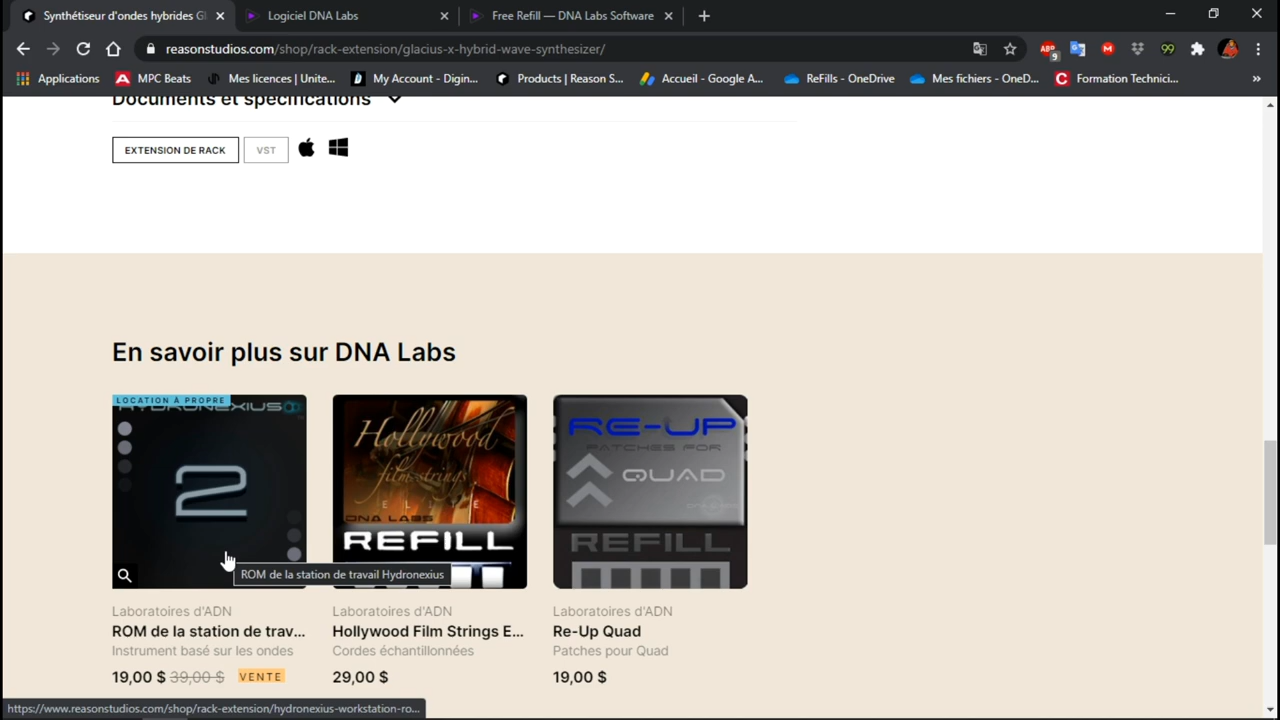 Synthétiseur d'ondes hybrides Gl
Logiciel DNA Labs
Free Refill — DNA Labs Software
reasonstudios.com/shop/rack-extension/glacius-x-hybrid-wave-synthesizer/
ABP
9
M
99
Applications
MPC Beats
Mes licences | Unite...
My Account - Digin...
Products | Reason S...
Accueil - Google A...
ReFills - OneDrive
Mes fichiers - OneD...
Formation Technici...
»
Documents et spécifications
EXTENSION DE RACK
VST
En savoir plus sur DNA Labs
LOCATION À PROPRE
HYDRONEXIUS
2
Hollywood
film-strings
ELITE
DNA LABS
REFILL
RE-UP
PATCHES FOR
QUAD
REFILL
ROM de la station de travail Hydronexius
Laboratoires d'ADN
Laboratoires d'ADN
Laboratoires d'ADN
ROM de la station de trav...
Hollywood Film Strings E...
Re-Up Quad
Instrument basé sur les ondes
Cordes échantillonnées
Patches pour Quad
19,00 $ 39,00 $ VENTE
29,00 $
19,00 $
https://www.reasonstudios.com/shop/rack-extension/hydronexius-workstation-ro...